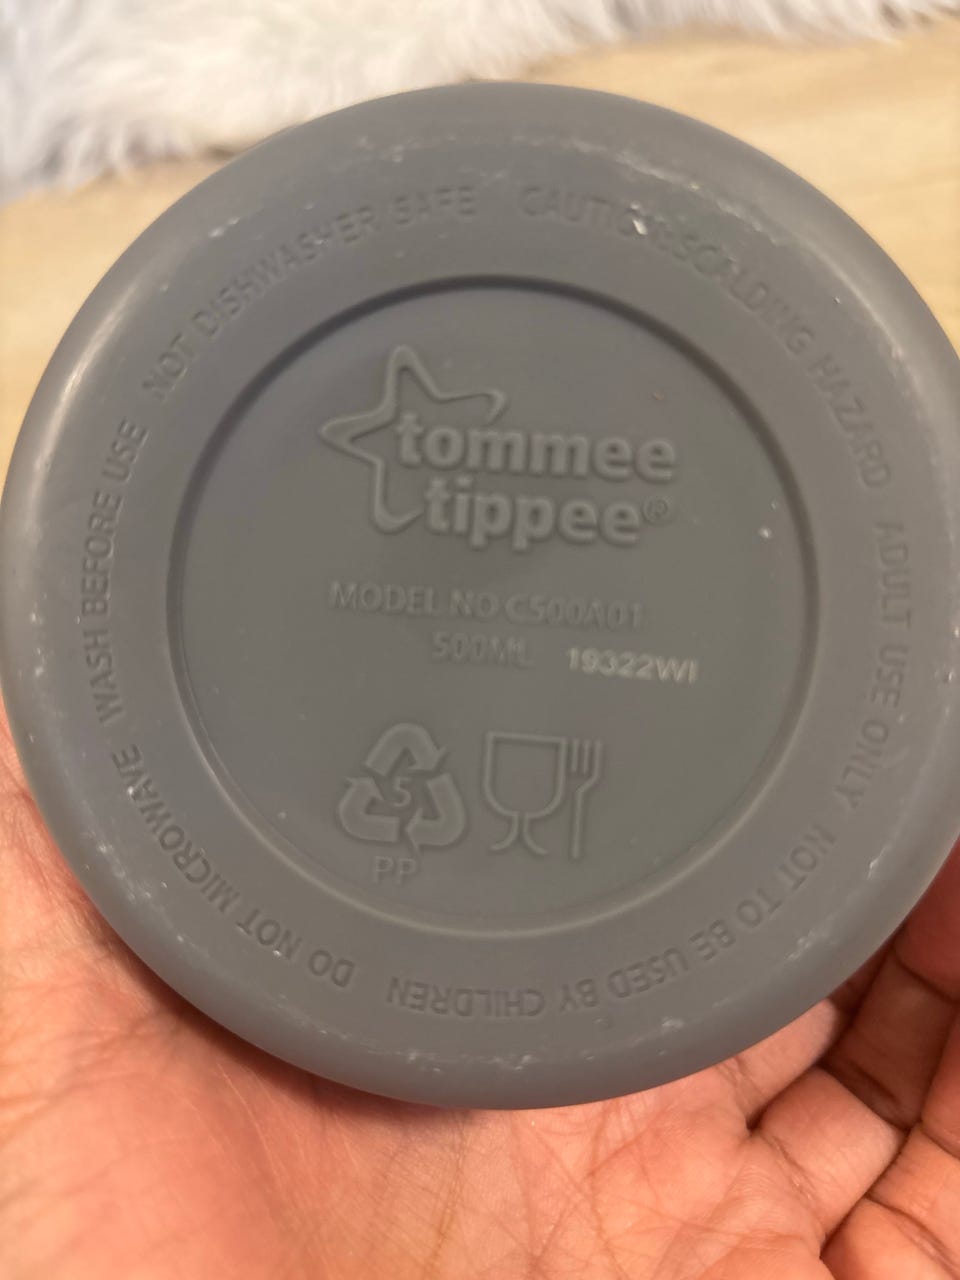 NOT DISHWASHER SAFE
CAUTION: SCALDING HAZARD
ADULT USE ONLY
NOT TO BE USED BY CHILDREN
DO NOT MICROWAVE
WASH BEFORE USE
tommee
tippee®
MODEL NO C500A01
500ML 19322WI
5
PP